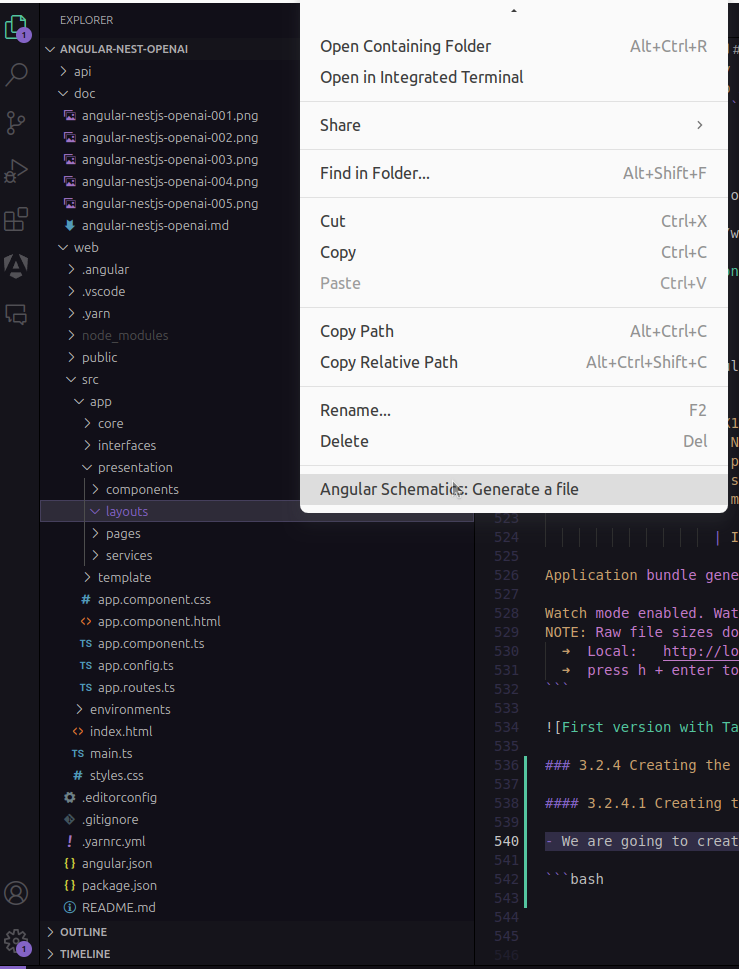 EXPLORER
1
ANGULAR-NEST-OPENAI
api
doc
angular-nestjs-openai-001.png
angular-nestjs-openai-002.png
angular-nestjs-openai-003.png
angular-nestjs-openai-004.png
angular-nestjs-openai-005.png
angular-nestjs-openai.md
web
.angular
.vscode
.yarn
node_modules
public
src
app
core
interfaces
presentation
components
layouts
pages
services
template
# app.component.css
<> app.component.html
TS app.component.ts
TS app.config.ts
TS app.routes.ts
environments
<> index.html
TS main.ts
# styles.css
.editorconfig
.gitignore
! .yarnrc.yml
{} angular.json
{} package.json
README.md
OUTLINE
TIMELINE
1
Open Containing Folder Alt+Ctrl+R
Open in Integrated Terminal
Share >
Find in Folder... Alt+Shift+F
Cut Ctrl+X
Copy Ctrl+C
Paste Ctrl+V
Copy Path Alt+Ctrl+C
Copy Relative Path Alt+Ctrl+Shift+C
Rename... F2
Delete Del
Angular Schematics: Generate a file
523
524 | I
525
526 Application bundle gene
527
528 Watch mode enabled. Wat
529 NOTE: Raw file sizes do
530 ➜ Local: http://lo
531 ➜ press h + enter to
532 ```
533
534 ![First version with Ta
535
536 ### 3.2.4 Creating the
537
538 #### 3.2.4.1 Creating t
539
540 - We are going to creat
541
542 ```bash
543
544
545
546